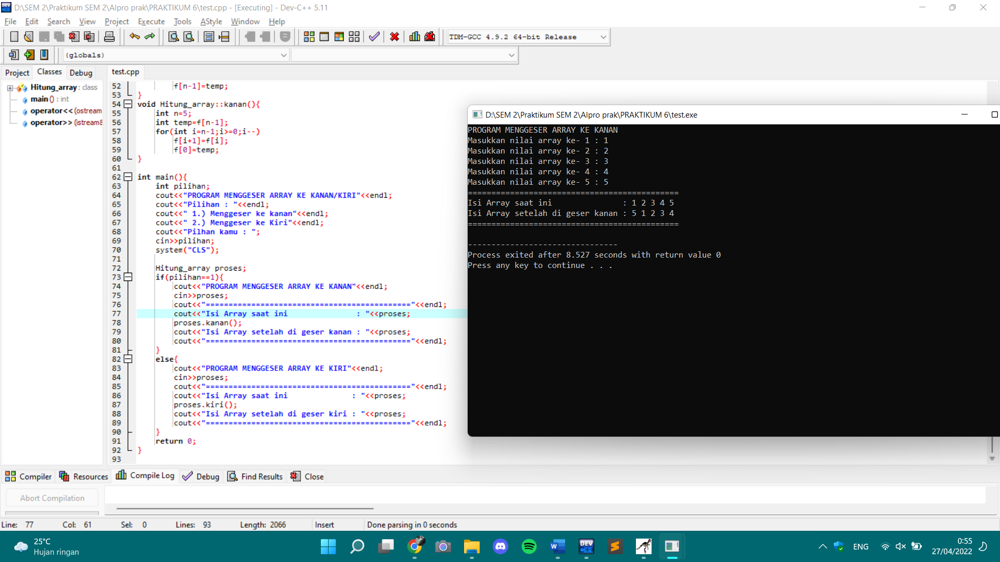 D:\SEM 2\Praktikum SEM 2\Alpro prak\PRAKTIKUM 6\test.cpp - [Executing] - Dev-C++ 5.11
File Edit Search View Project Execute Tools AStyle Window Help
TDM-GCC 4.9.2 64-bit Release
(globals)
Project Classes Debug
test.cpp
Hitung_array : class
main () : int
operator<< (ostream
operator>> (istream&
52 f[n-1]=temp;
53 }
54 void Hitung_array::kanan(){
55 int n=5;
56 int temp=f[n-1];
57 for(int i=n-1;i>=0;i--)
58 f[i+1]=f[i];
59 f[0]=temp;
60 }
61
62 int main(){
63 int pilihan;
64 cout<<"PROGRAM MENGGESER ARRAY KE KANAN/KIRI"<<endl;
65 cout<<"Pilihan : "<<endl;
66 cout<<" 1.) Menggeser ke kanan"<<endl;
67 cout<<" 2.) Menggeser ke Kiri"<<endl;
68 cout<<"Pilhan kamu : ";
69 cin>>pilihan;
70 system("CLS");
71
72 Hitung_array proses;
73 if(pilihan==1){
74 cout<<"PROGRAM MENGGESER ARRAY KE KANAN"<<endl;
75 cin>>proses;
76 cout<<"============================================="<<endl;
77 cout<<"Isi Array saat ini               : "<<proses;
78 proses.kanan();
79 cout<<"Isi Array setelah di geser kanan : "<<proses;
80 cout<<"============================================="<<endl;
81 }
82 else{
83 cout<<"PROGRAM MENGGESER ARRAY KE KIRI"<<endl;
84 cin>>proses;
85 cout<<"============================================="<<endl;
86 cout<<"Isi Array saat ini              : "<<proses;
87 proses.kiri();
88 cout<<"Isi Array setelah di geser kiri : "<<proses;
89 cout<<"============================================="<<endl;
90 }
91 return 0;
92 }
93
D:\SEM 2\Praktikum SEM 2\Alpro prak\PRAKTIKUM 6\test.exe
PROGRAM MENGGESER ARRAY KE KANAN
Masukkan nilai array ke- 1 : 1
Masukkan nilai array ke- 2 : 2
Masukkan nilai array ke- 3 : 3
Masukkan nilai array ke- 4 : 4
Masukkan nilai array ke- 5 : 5
=============================================
Isi Array saat ini               : 1 2 3 4 5
Isi Array setelah di geser kanan : 5 1 2 3 4
=============================================
--------------------------------
Process exited after 8.527 seconds with return value 0
Press any key to continue . . .
Compiler Resources Compile Log Debug Find Results Close
Abort Compilation
Line: 77 Col: 61 Sel: 0 Lines: 93 Length: 2066 Insert Done parsing in 0 seconds
25°C
Hujan ringan
DEV
ENG
0:55
27/04/2022